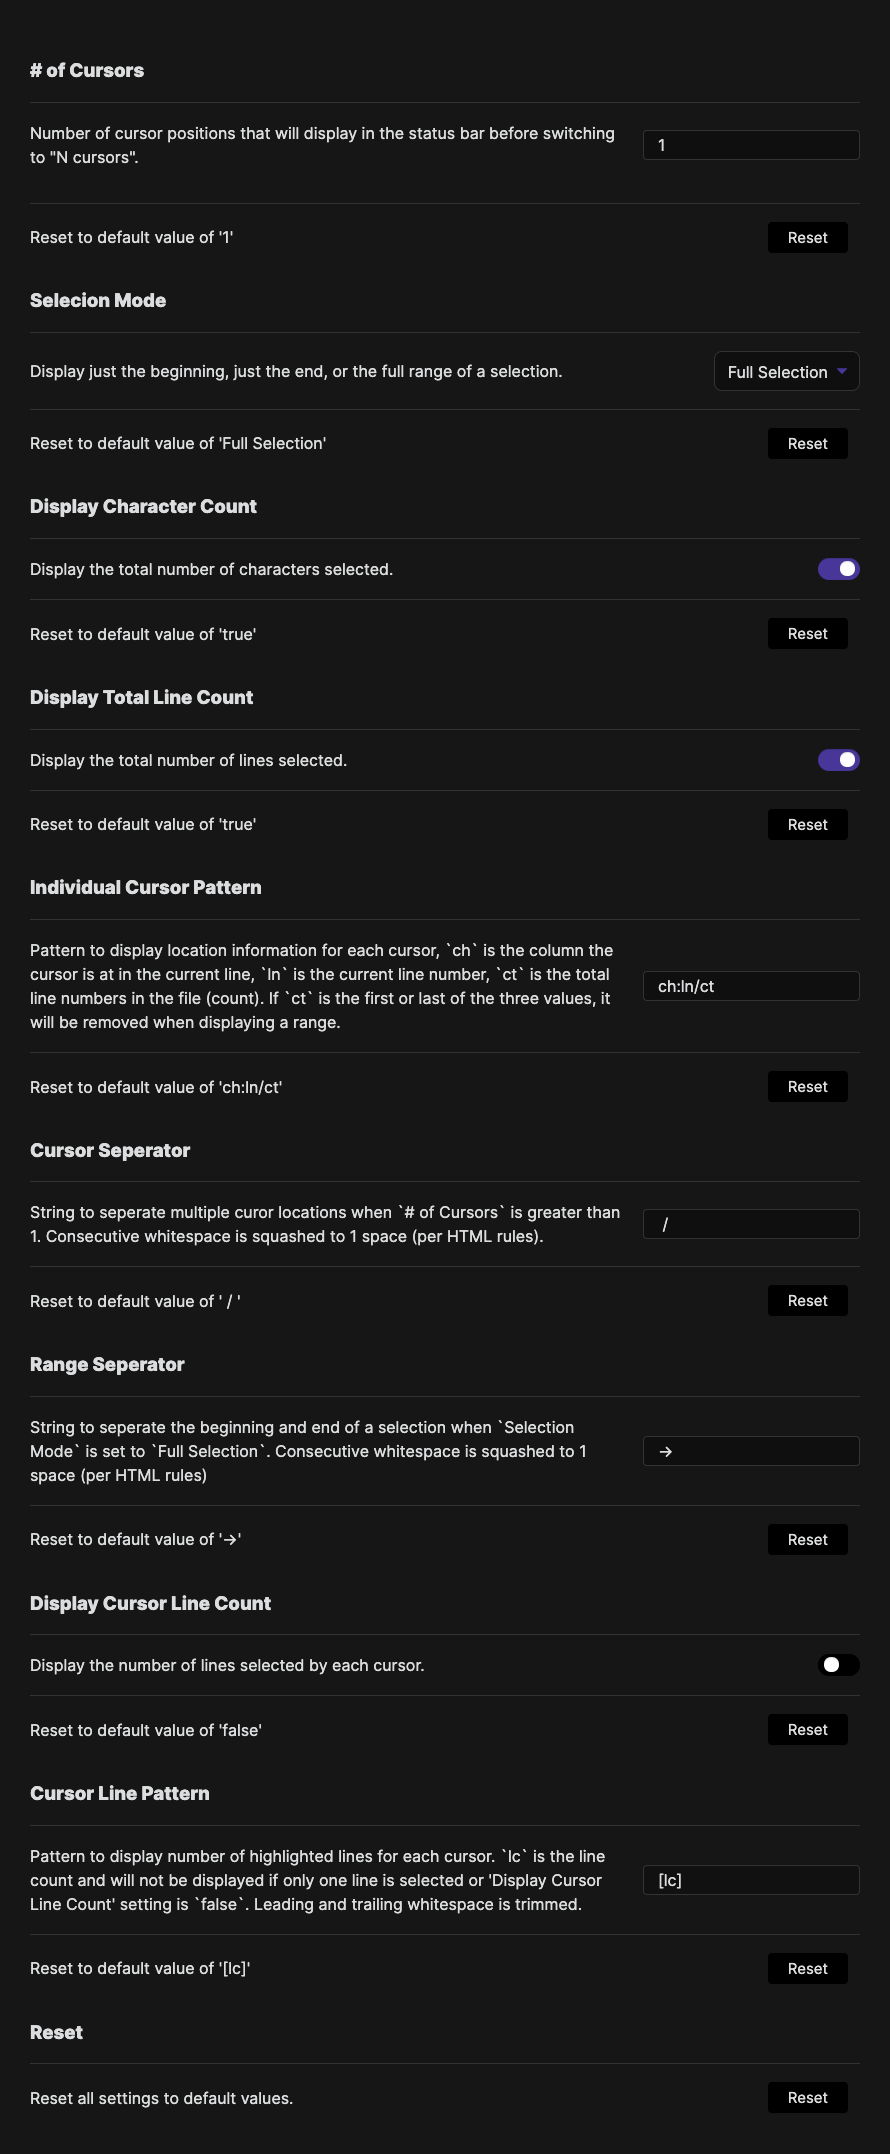 # of Cursors
Number of cursor positions that will display in the status bar before switching
to "N cursors".
1
Reset to default value of '1'
Reset
Selecion Mode
Display just the beginning, just the end, or the full range of a selection.
Full Selection
Reset to default value of 'Full Selection'
Reset
Display Character Count
Display the total number of characters selected.
Reset to default value of 'true'
Reset
Display Total Line Count
Display the total number of lines selected.
Reset to default value of 'true'
Reset
Individual Cursor Pattern
Pattern to display location information for each cursor, `ch` is the column the
cursor is at in the current line, `ln` is the current line number, `ct` is the total
line numbers in the file (count). If `ct` is the first or last of the three values, it
will be removed when displaying a range.
ch:ln/ct
Reset to default value of 'ch:ln/ct'
Reset
Cursor Seperator
String to seperate multiple curor locations when `# of Cursors` is greater than
1. Consecutive whitespace is squashed to 1 space (per HTML rules).
/
Reset to default value of ' / '
Reset
Range Seperator
String to seperate the beginning and end of a selection when `Selection
Mode` is set to `Full Selection`. Consecutive whitespace is squashed to 1
space (per HTML rules)
→
Reset to default value of '→'
Reset
Display Cursor Line Count
Display the number of lines selected by each cursor.
Reset to default value of 'false'
Reset
Cursor Line Pattern
Pattern to display number of highlighted lines for each cursor. `lc` is the line
count and will not be displayed if only one line is selected or 'Display Cursor
Line Count' setting is `false`. Leading and trailing whitespace is trimmed.
[lc]
Reset to default value of '[lc]'
Reset
Reset
Reset all settings to default values.
Reset